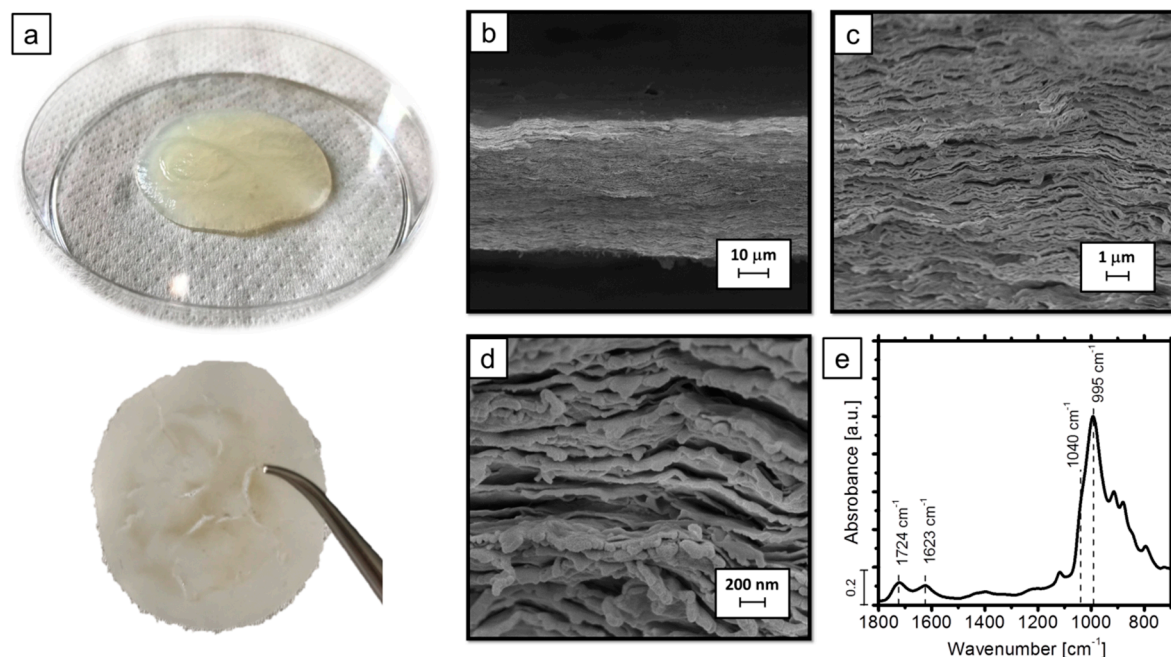 a
b
10 μm
c
1 μm
d
200 nm
e
Absrobance [a.u.]
0.2
1724 cm⁻¹
1623 cm⁻¹
1040 cm⁻¹
995 cm⁻¹
1800 1600 1400 1200 1000 800
Wavenumber [cm⁻¹]